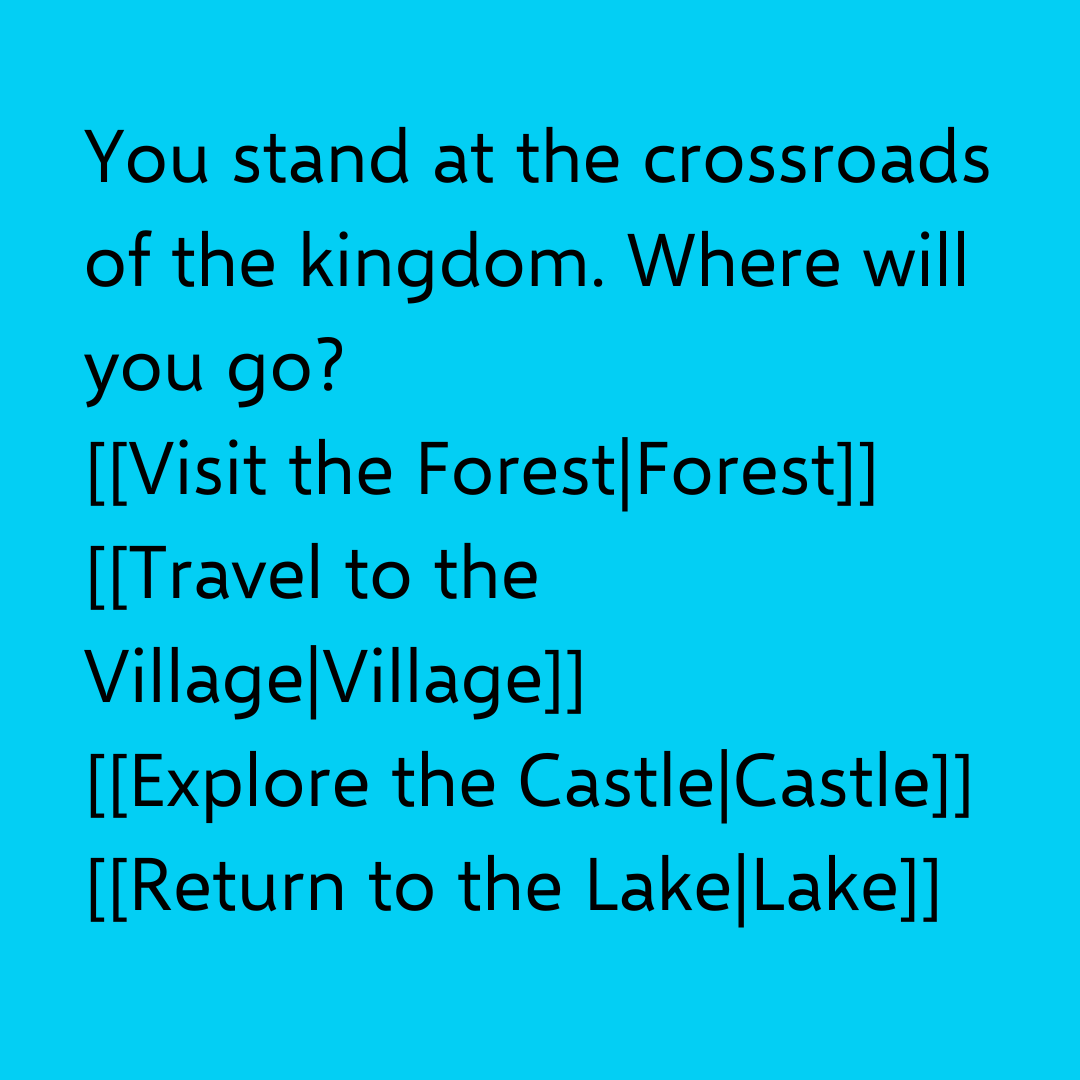 You stand at the crossroads
of the kingdom. Where will
you go?
[[Visit the Forest|Forest]]
[[Travel to the
Village|Village]]
[[Explore the Castle|Castle]]
[[Return to the Lake|Lake]]